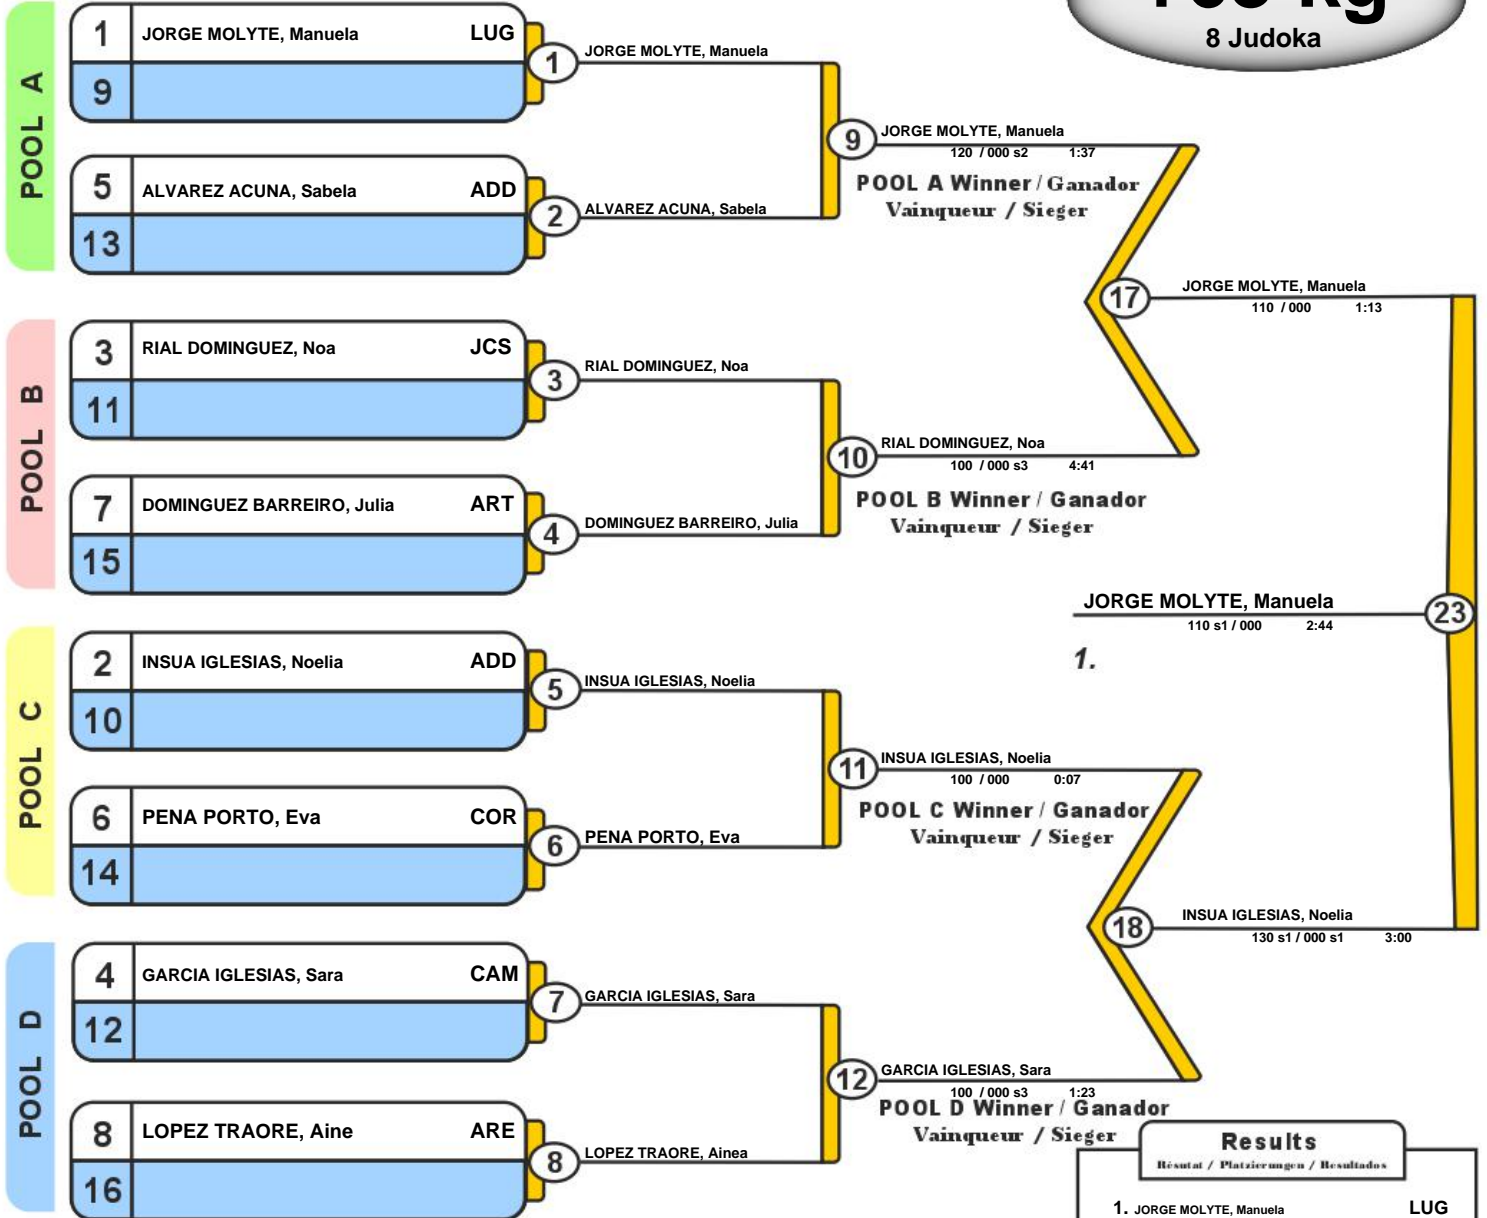 8 Judoka
POOL A
1 JORGE MOLYTE, Manuela LUG
9
1 JORGE MOLYTE, Manuela
5 ALVAREZ ACUNA, Sabela ADD
13
2 ALVAREZ ACUNA, Sabela
9 JORGE MOLYTE, Manuela
120 / 000 s2 1:37
POOL A Winner / Ganador
Vainqueur / Sieger
POOL B
3 RIAL DOMINGUEZ, Noa JCS
11
3 RIAL DOMINGUEZ, Noa
7 DOMINGUEZ BARREIRO, Julia ART
15
4 DOMINGUEZ BARREIRO, Julia
10 RIAL DOMINGUEZ, Noa
100 / 000 s3 4:41
POOL B Winner / Ganador
Vainqueur / Sieger
17 JORGE MOLYTE, Manuela
110 / 000 1:13
JORGE MOLYTE, Manuela 23
110 s1 / 000 2:44
1.
POOL C
2 INSUA IGLESIAS, Noelia ADD
10
5 INSUA IGLESIAS, Noelia
6 PENA PORTO, Eva COR
14
6 PENA PORTO, Eva
11 INSUA IGLESIAS, Noelia
100 / 000 0:07
POOL C Winner / Ganador
Vainqueur / Sieger
18 INSUA IGLESIAS, Noelia
130 s1 / 000 s1 3:00
POOL D
4 GARCIA IGLESIAS, Sara CAM
12
7 GARCIA IGLESIAS, Sara
8 LOPEZ TRAORE, Aine ARE
16
8 LOPEZ TRAORE, Ainea
12 GARCIA IGLESIAS, Sara
100 / 000 s3 1:23
POOL D Winner / Ganador
Vainqueur / Sieger
Results
Résutat / Platzierungen / Resultados
1. JORGE MOLYTE, Manuela LUG